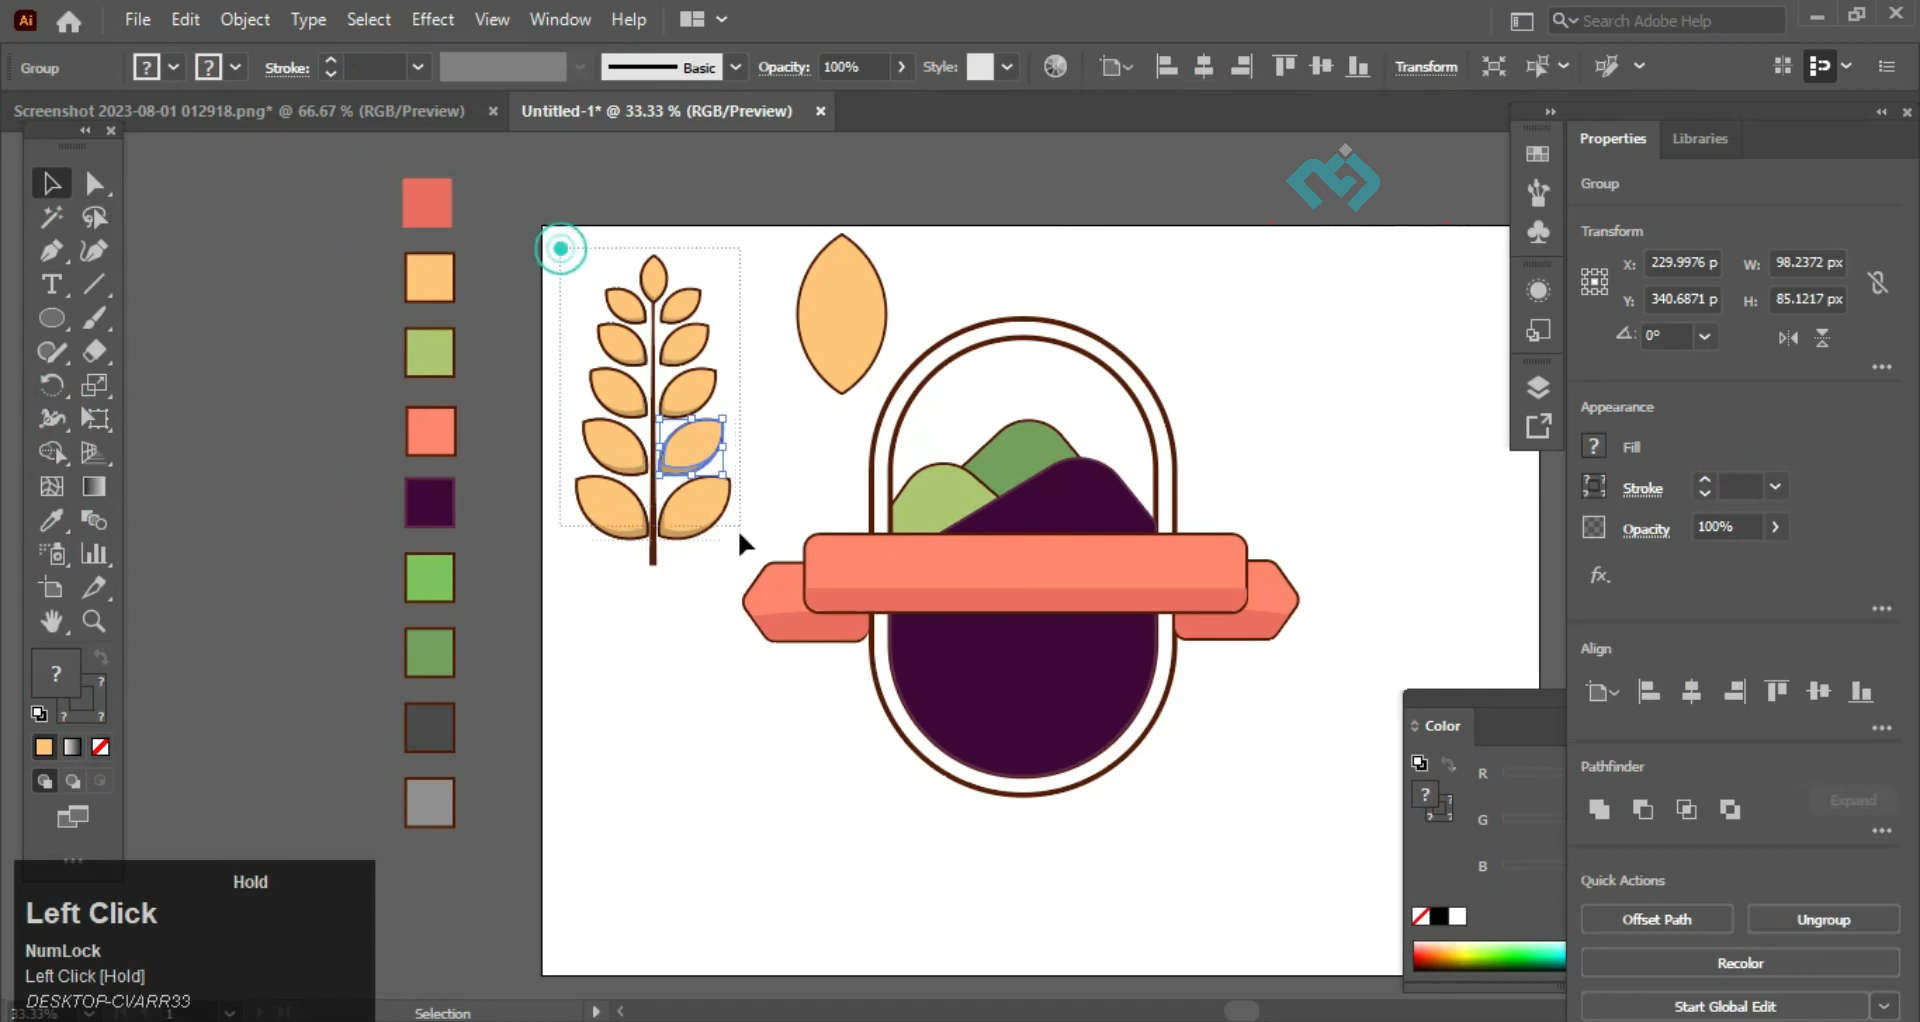 Ai File Edit Object Type Select Effect View Window Help Search Adobe Help
Group ? ? Stroke: Basic Opacity: 100% Style: Transform
Screenshot 2023-08-01 012918.png* @ 66.67 % (RGB/Preview) × Untitled-1* @ 33.33 % (RGB/Preview) ×
Properties Libraries
Group
Transform
X: 229.9976 p W: 98.2372 px
Y: 340.6871 p H: 85.1217 px
0°
Appearance
? Fill
Stroke
Opacity 100%
fx.
Align
Pathfinder
Expand
Quick Actions
Offset Path Ungroup
Recolor
Start Global Edit
Color
R
? G
B
T
? ?
? ?
Hold
Left Click
NumLock
Left Click [Hold]
DESKTOP-CVARR33
33.33% 1 Selection